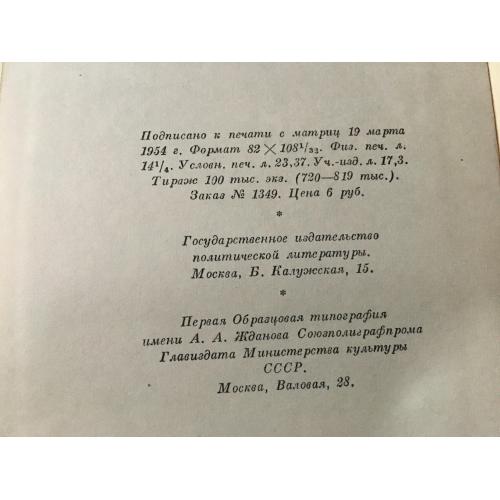 Подписано к печати с матриц 19 марта
1954 г. Формат 82 × 108¹/₃₂. Физ. печ. л.
14¹/₄. Условн. печ. л. 23,37. Уч.-изд. л. 17,3.
Тираж 100 тыс. экз. (720—819 тыс.).
Заказ № 1349. Цена 6 руб.
*
Государственное издательство
политической литературы.
Москва, Б. Калужская, 15.
*
Первая Образцовая типография
имени А. А. Жданова Союзполиграфпрома
Главиздата Министерства культуры
СССР.
Москва, Валовая, 28.